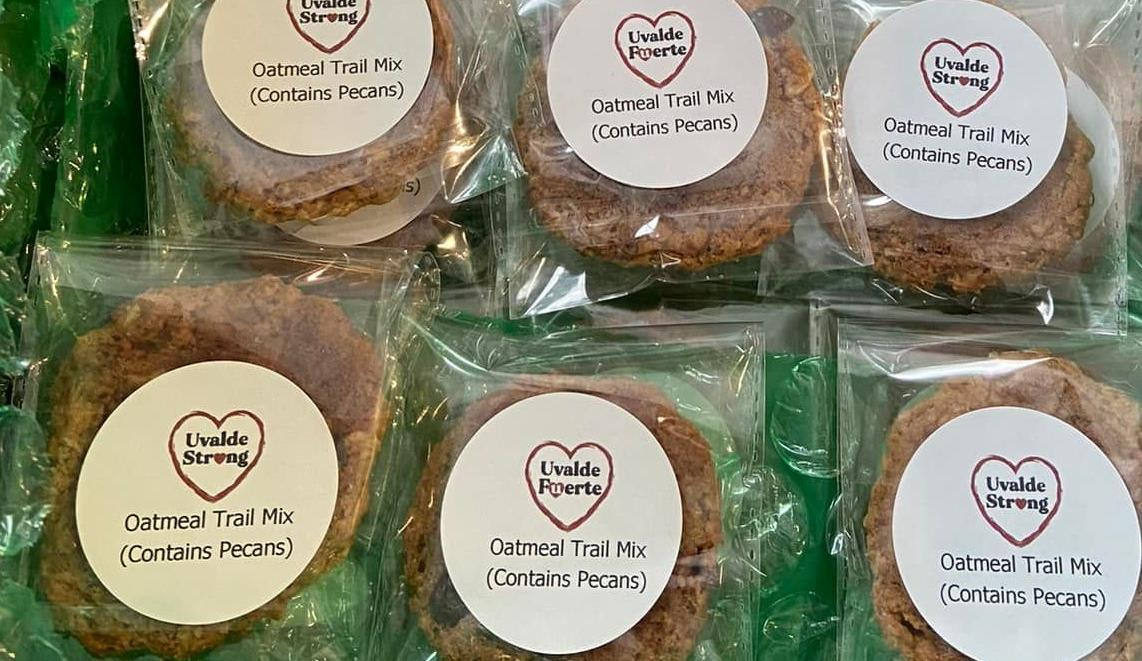 Uvalde
Strong
Oatmeal Trail Mix
(Contains Pecans)
s)
Uvalde
Fuerte
Oatmeal Trail Mix
(Contains Pecans)
Uvalde
Strong
Oatmeal Trail Mix
(Contains Pecans)
Uvalde
Strong
Oatmeal Trail Mix
(Contains Pecans)
Uvalde
Fuerte
Oatmeal Trail Mix
(Contains Pecans)
Uvalde
Strong
Oatmeal Trail Mix
(Contains Pecans)